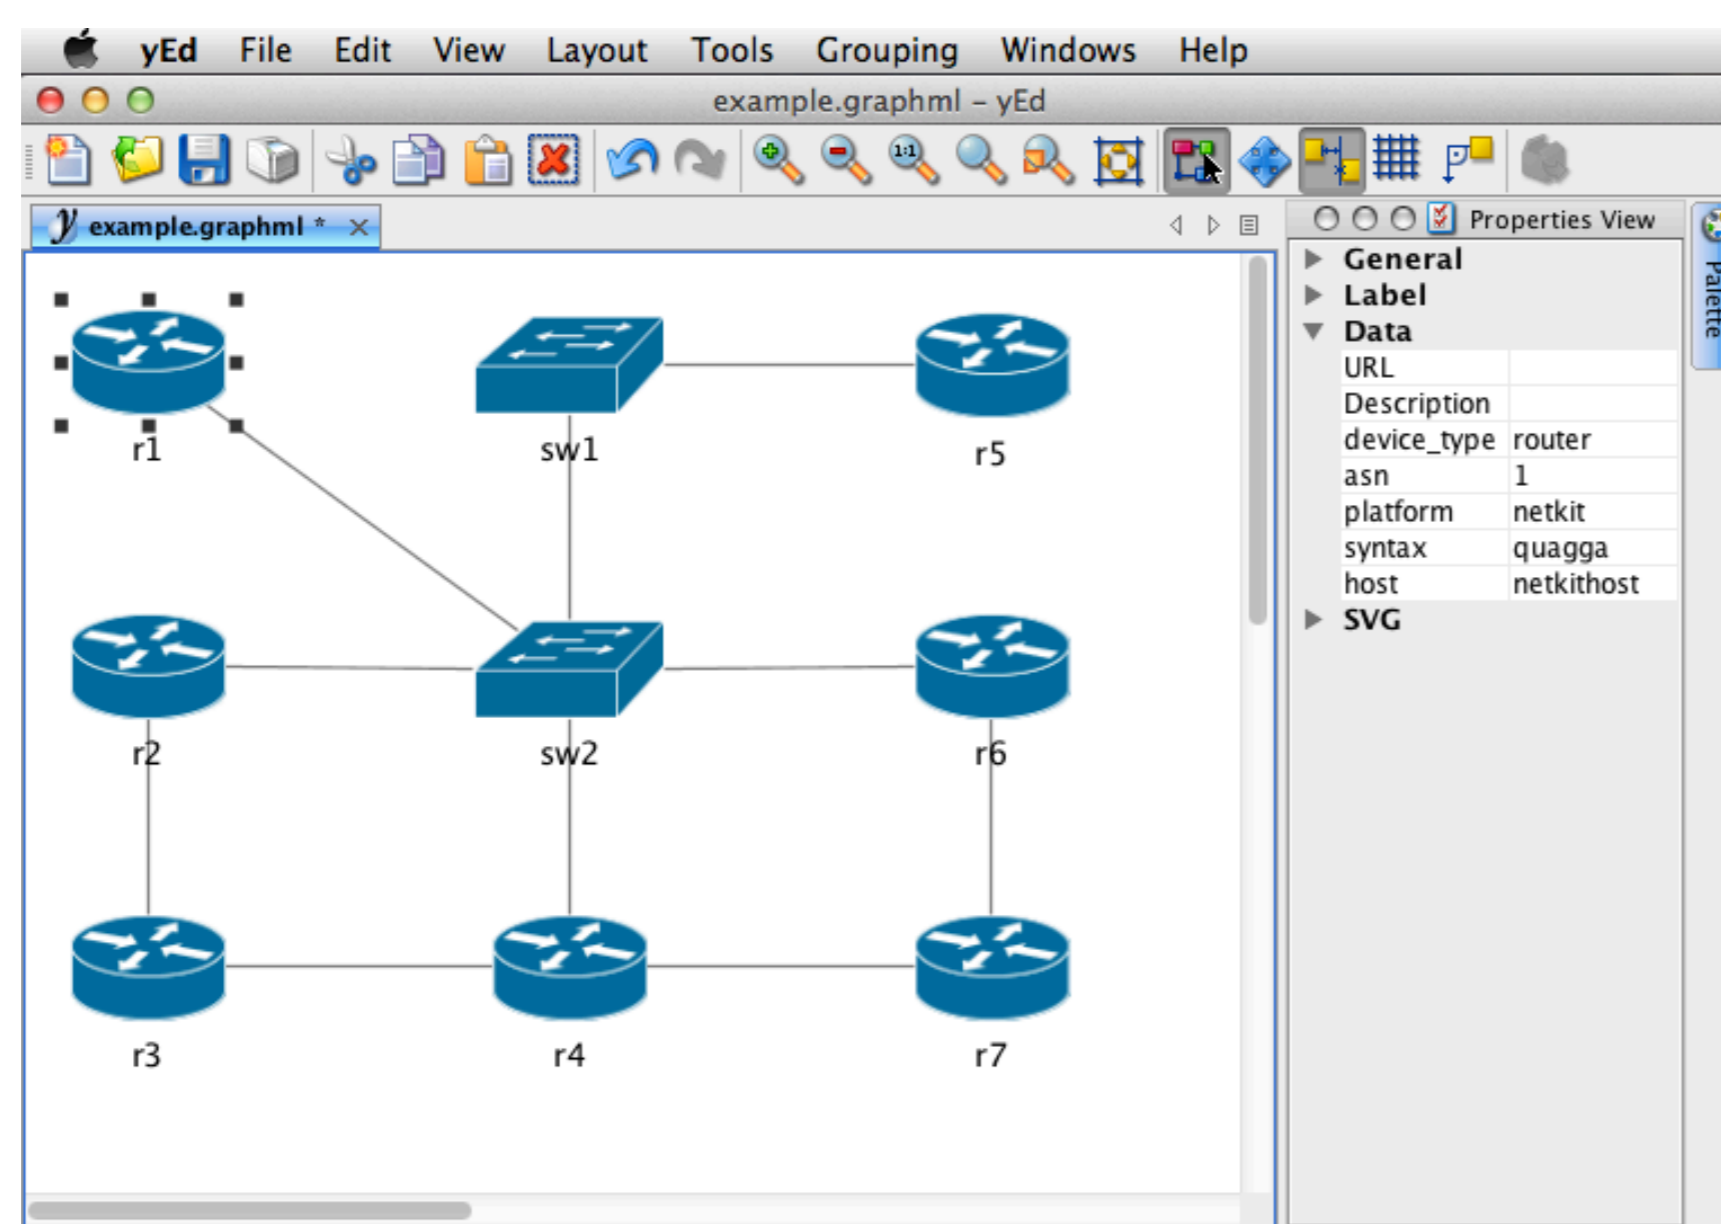 yEd File Edit View Layout Tools Grouping Windows Help
example.graphml – yEd
1:1
example.graphml *
Properties View
Palette
General
Label
Data
URL
Description
device_type router
asn 1
platform netkit
syntax quagga
host netkithost
SVG
r1 sw1 r5
r2 sw2 r6
r3 r4 r7